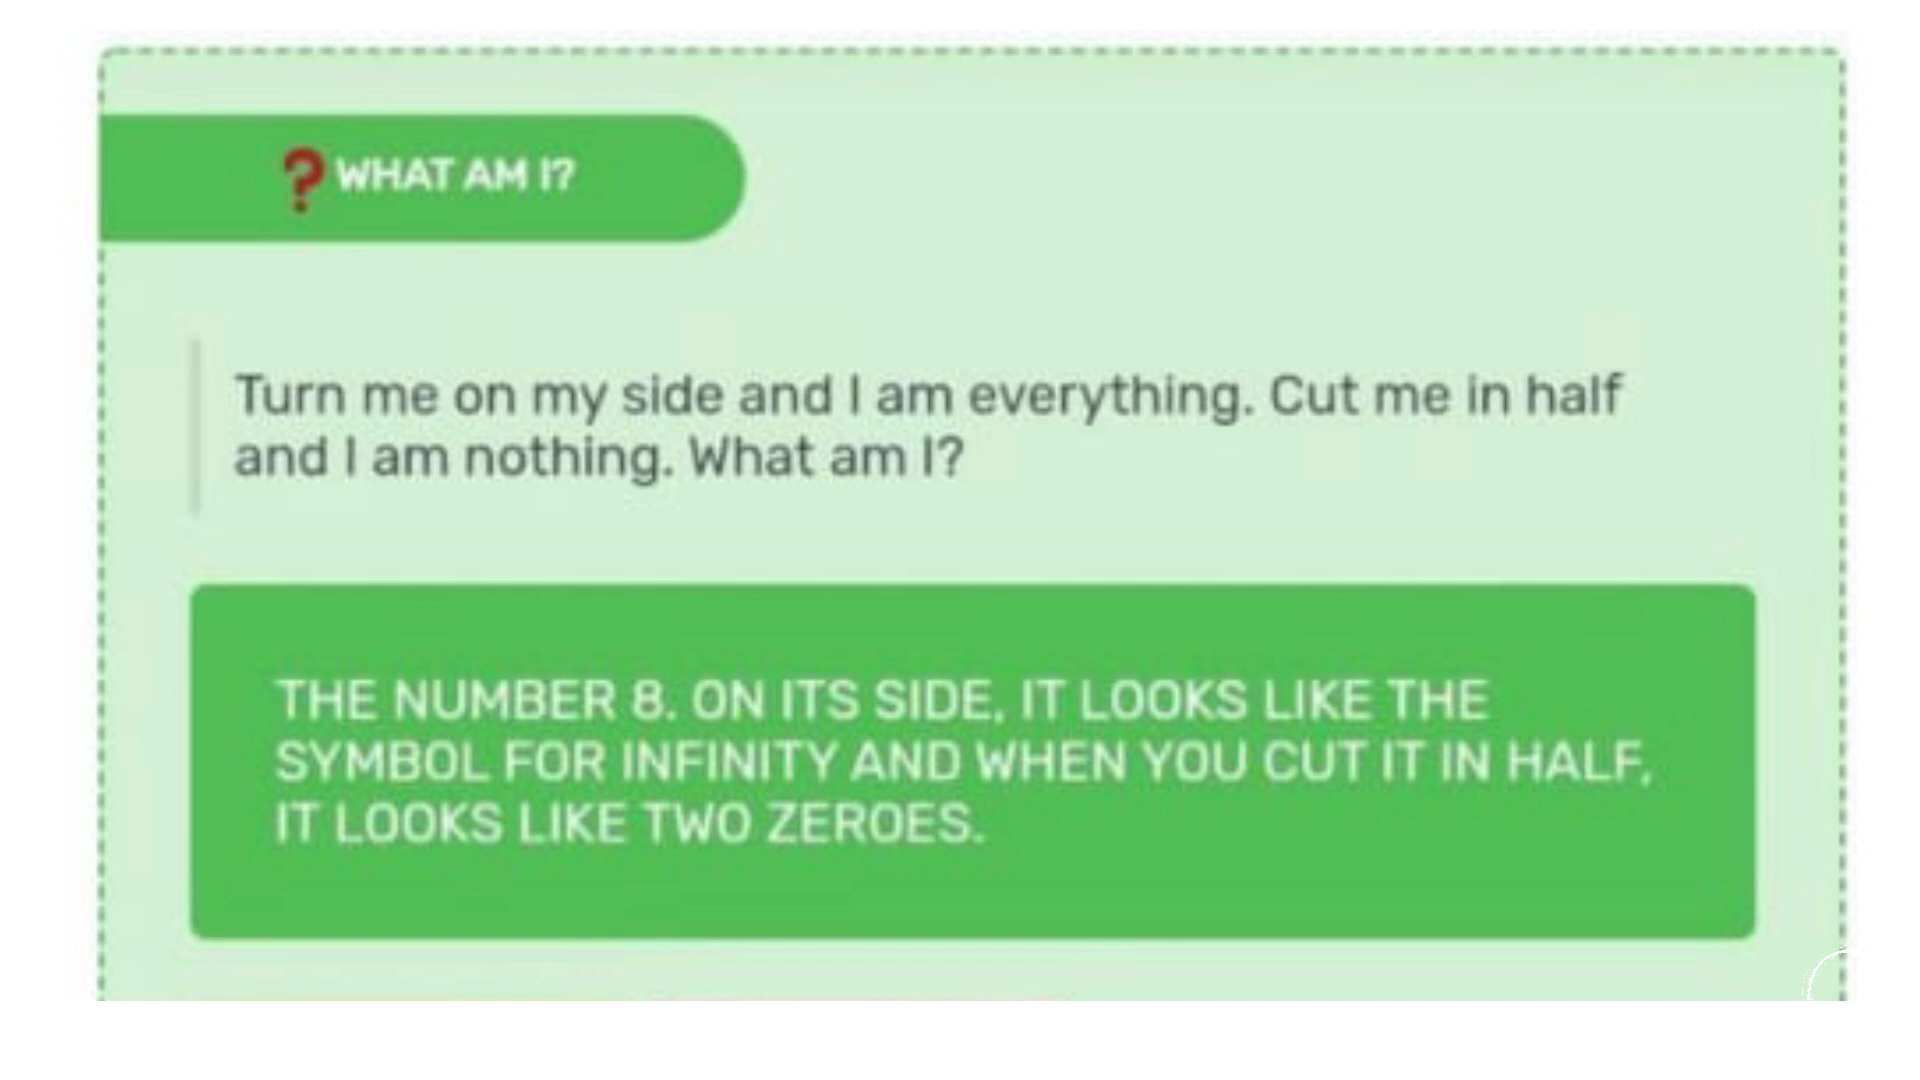 ❓WHAT AM I?
Turn me on my side and I am everything. Cut me in half
and I am nothing. What am I?
THE NUMBER 8. ON ITS SIDE, IT LOOKS LIKE THE
SYMBOL FOR INFINITY AND WHEN YOU CUT IT IN HALF,
IT LOOKS LIKE TWO ZEROES.